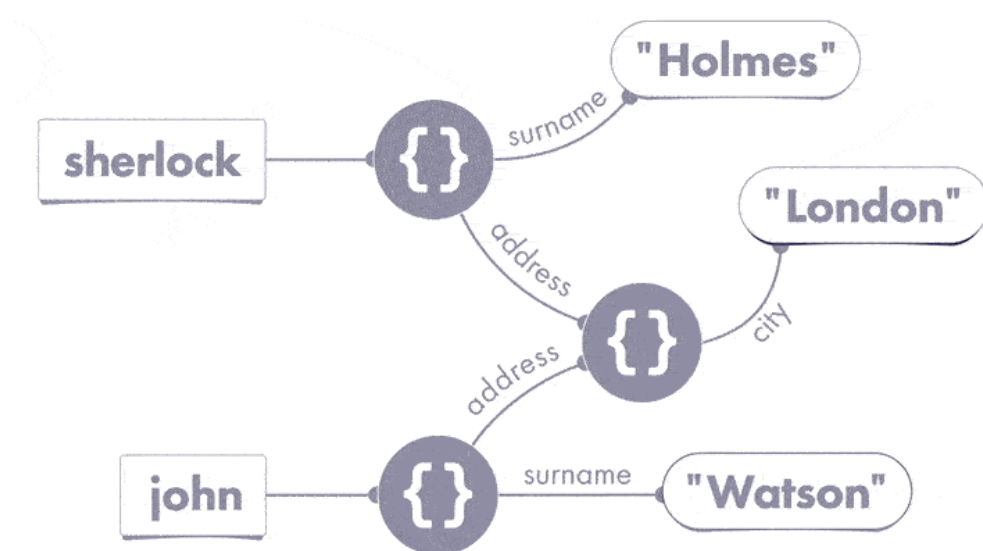 "Holmes"
surname
sherlock
{}
"London"
address
{}
city
address
john
{}
surname
"Watson"